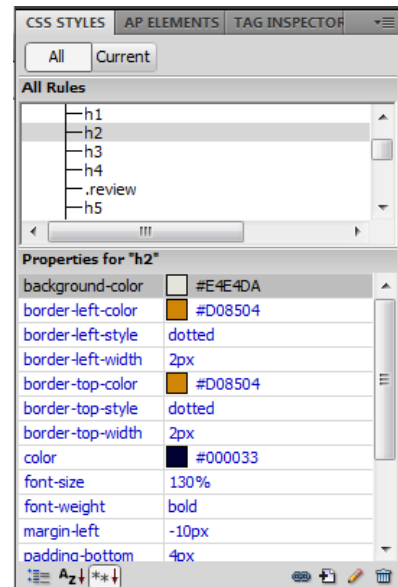 CSS STYLES AP ELEMENTS TAG INSPECTOR
All Current
All Rules
h1
h2
h3
h4
.review
h5
Properties for "h2"
background-color #E4E4DA
border-left-color #D08504
border-left-style dotted
border-left-width 2px
border-top-color #D08504
border-top-style dotted
border-top-width 2px
color #000033
font-size 130%
font-weight bold
margin-left -10px
padding-bottom 4px
AZ↓ **↓